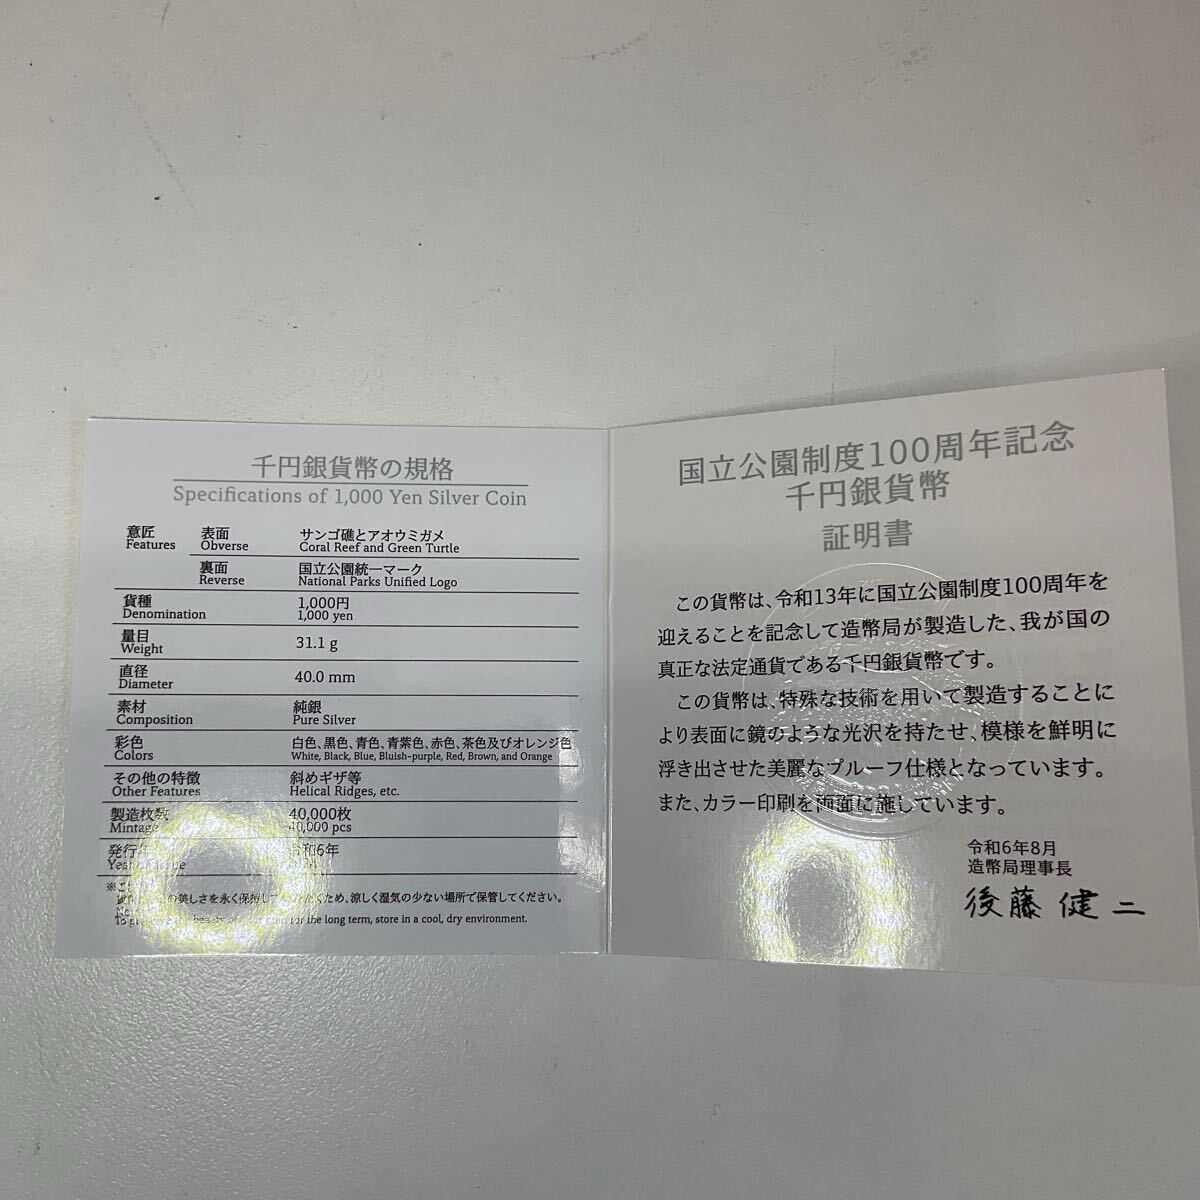 千円銀貨幣の規格
Specifications of 1,000 Yen Silver Coin
意匠 表面 サンゴ礁とアオウミガメ
Features Obverse Coral Reef and Green Turtle
裏面 国立公園統一マーク
Reverse National Parks Unified Logo
貨種 1,000円
Denomination 1,000 yen
量目 31.1 g
Weight
直径 40.0 mm
Diameter
素材 純銀
Composition Pure Silver
彩色 白色、黒色、青色、青紫色、赤色、茶色及びオレンジ色
Colors White, Black, Blue, Bluish-purple, Red, Brown, and Orange
その他の特徴 斜めギザ等
Other Features Helical Ridges, etc.
製造枚数 40,000枚
Mintage 40,000 pcs
発行年 令和6年
Year of Issue
の美しさを永く保持していただくため、涼しく湿気の少ない場所で保管してください。
for the long term, store in a cool, dry environment.
国立公園制度100周年記念
千円銀貨幣
証明書
この貨幣は、令和13年に国立公園制度100周年を
迎えることを記念して造幣局が製造した、我が国の
真正な法定通貨である千円銀貨幣です。
この貨幣は、特殊な技術を用いて製造することに
より表面に鏡のような光沢を持たせ、模様を鮮明に
浮き出させた美麗なプルーフ仕様となっています。
また、カラー印刷を両面に施しています。
令和6年8月
造幣局理事長
後藤健二